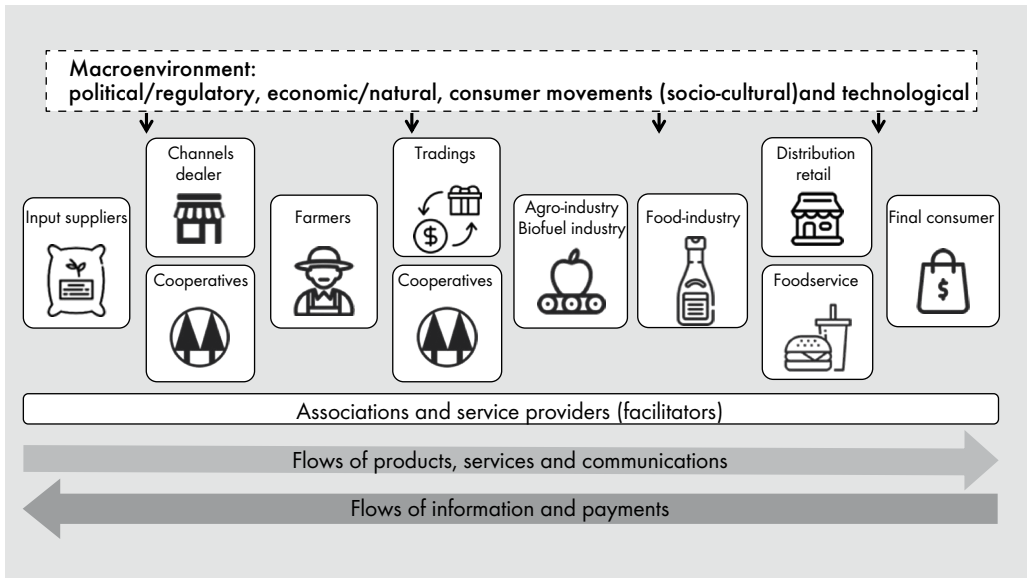 Macroenvironment:
political/regulatory, economic/natural, consumer movements (socio-cultural)and technological
Input suppliers
Channels
dealer
Cooperatives
Farmers
Tradings
$
Cooperatives
Agro-industry
Biofuel industry
Food-industry
Distribution
retail
Foodservice
Final consumer
$
Associations and service providers (facilitators)
Flows of products, services and communications
Flows of information and payments